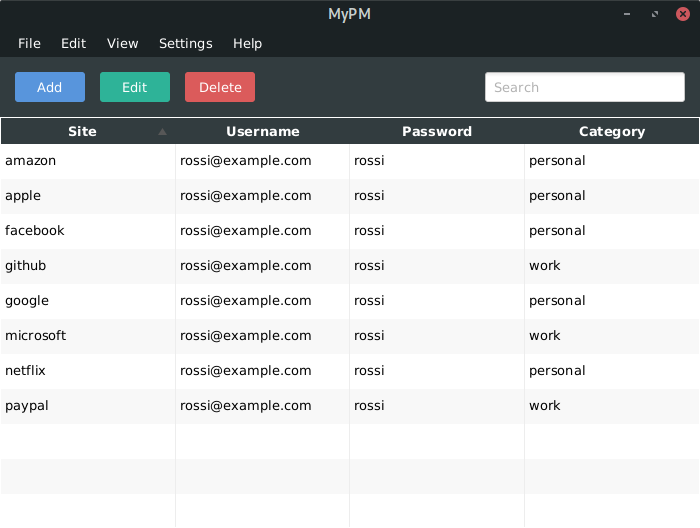 MyPM
File Edit View Settings Help
Add Edit Delete Search
Site Username Password Category
amazon rossi@example.com rossi personal
apple rossi@example.com rossi personal
facebook rossi@example.com rossi personal
github rossi@example.com rossi work
google rossi@example.com rossi personal
microsoft rossi@example.com rossi work
netflix rossi@example.com rossi personal
paypal rossi@example.com rossi work